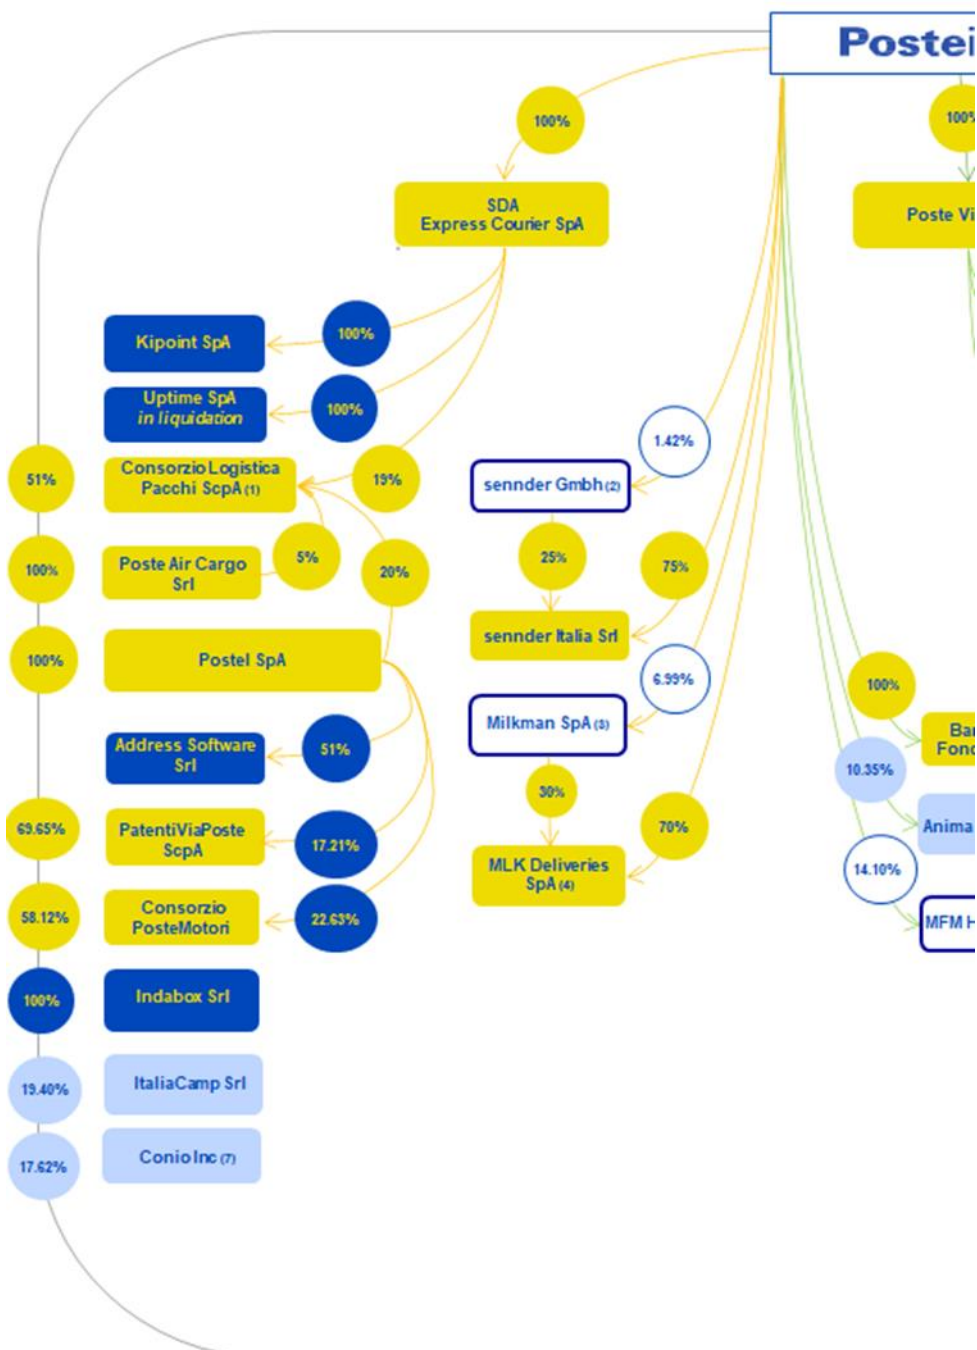 Postei
100%
100%
SDA
Express Courier SpA
Poste Vi
Kipoint SpA
100%
Uptime SpA
in liquidation
100%
1.42%
51%
Consorzio Logistica
Pacchi ScpA (1)
19%
sennder Gmbh (2)
100%
Poste Air Cargo
Srl
5%
20%
25%
75%
100%
Postel SpA
sennder Italia Srl
6.99%
100%
Address Software
Srl
51%
Milkman SpA (3)
Ba
Fond
10.35%
30%
69.65%
PatentiViaPoste
ScpA
17.21%
70%
Anima
MLK Deliveries
SpA (4)
14.10%
58.12%
Consorzio
PosteMotori
22.63%
MFM H
100%
Indabox Srl
19.40%
ItaliaCamp Srl
17.62%
Conio Inc (7)